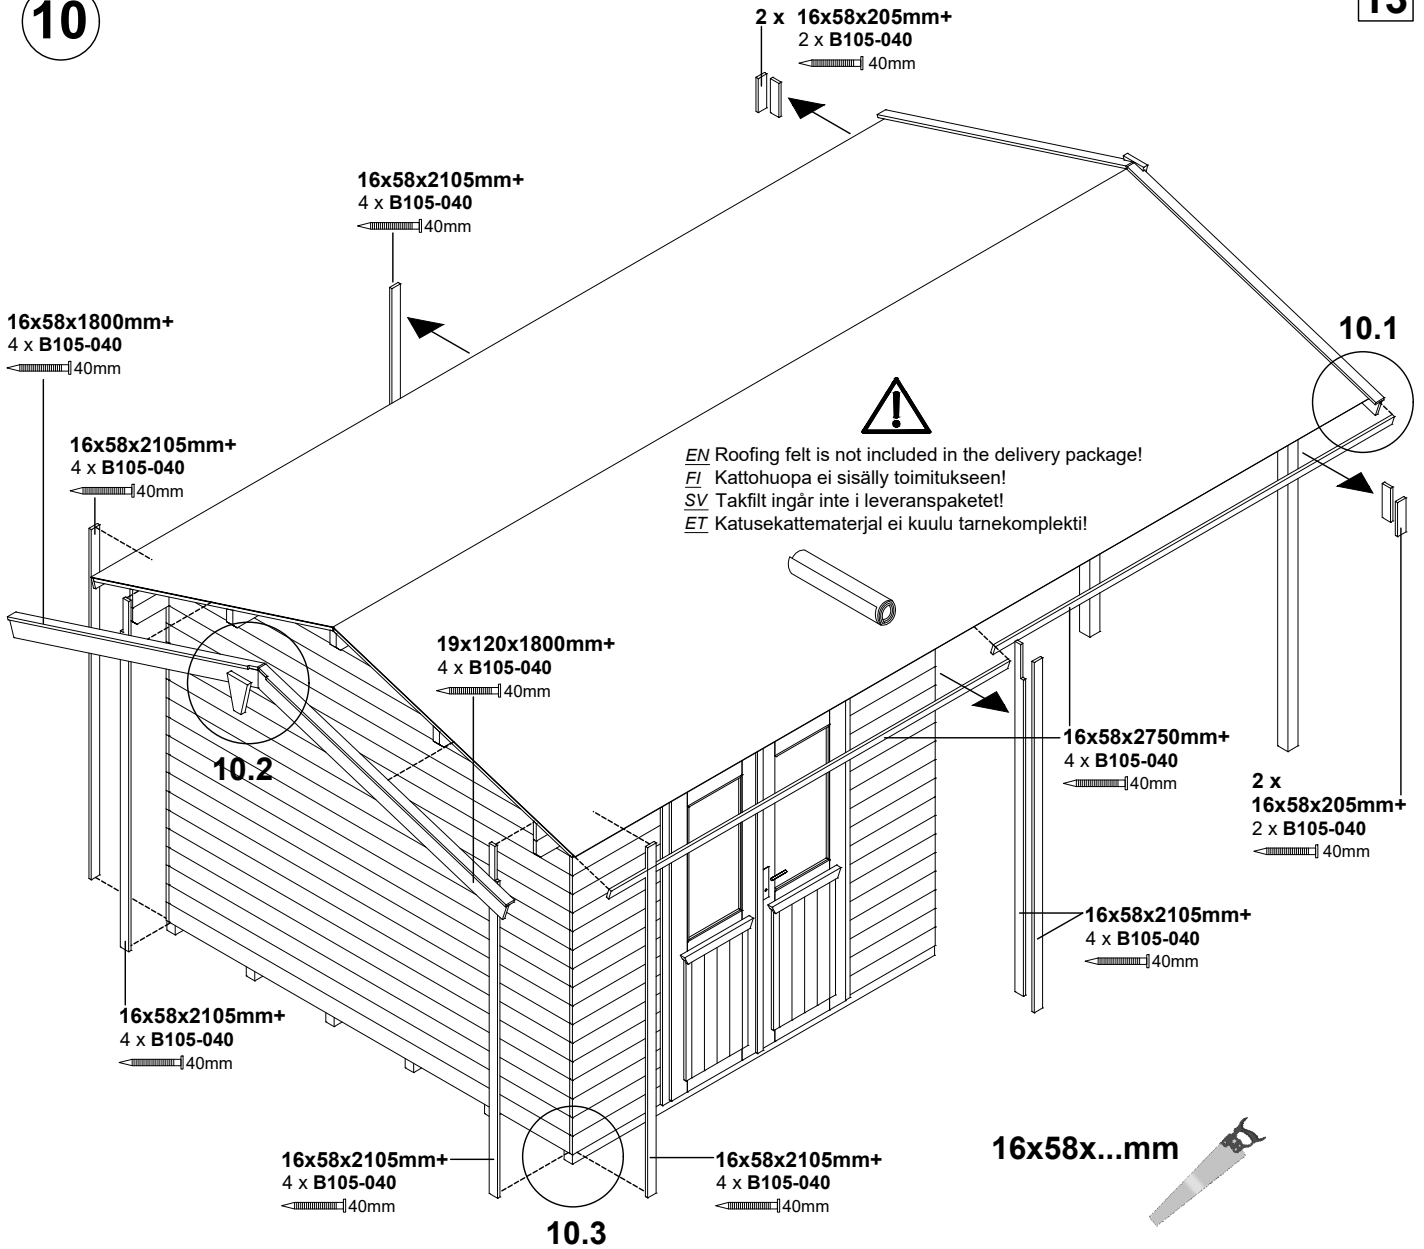 10
13
2 x 16x58x205mm+
2 x B105-040
40mm
16x58x2105mm+
4 x B105-040
40mm
16x58x1800mm+
4 x B105-040
40mm
10.1
16x58x2105mm+
4 x B105-040
40mm
EN Roofing felt is not included in the delivery package!
FI Kattohuopa ei sisälly toimitukseen!
SV Takfilt ingår inte i leveranspaketet!
ET Katusekattematerjal ei kuulu tarnekomplekti!
19x120x1800mm+
4 x B105-040
40mm
10.2
16x58x2750mm+
4 x B105-040
40mm
2 x
16x58x205mm+
2 x B105-040
40mm
16x58x2105mm+
4 x B105-040
40mm
16x58x2105mm+
4 x B105-040
40mm
16x58x2105mm+
4 x B105-040
40mm
16x58x2105mm+
4 x B105-040
40mm
16x58x...mm
10.3